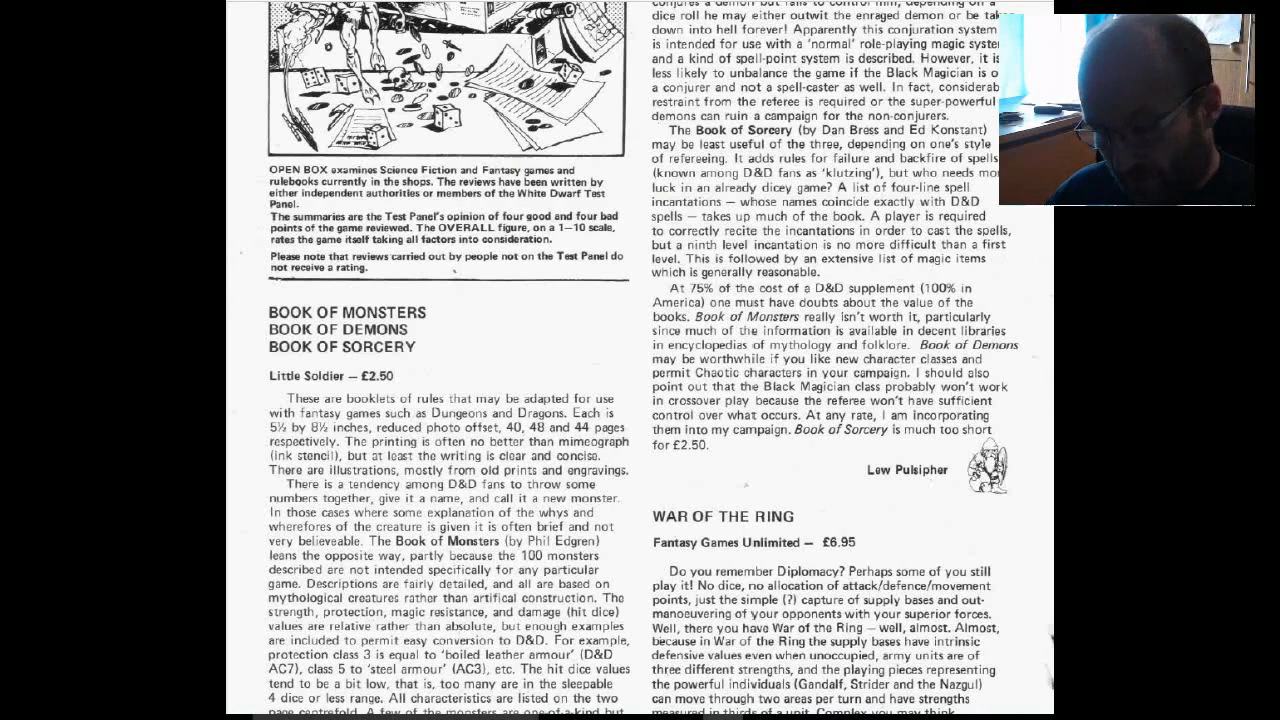 OPEN BOX examines Science Fiction and Fantasy games and
rulebooks currently in the shops. The reviews have been written by
either independent authorities or members of the White Dwarf Test
Panel.
The summaries are the Test Panel's opinion of four good and four bad
points of the game reviewed. The OVERALL figure, on a 1—10 scale,
rates the game itself taking all factors into consideration.
Please note that reviews carried out by people not on the Test Panel do
not receive a rating.
BOOK OF MONSTERS
BOOK OF DEMONS
BOOK OF SORCERY
Little Soldier — £2.50
These are booklets of rules that may be adapted for use
with fantasy games such as Dungeons and Dragons. Each is
5½ by 8½ inches, reduced photo offset, 40, 48 and 44 pages
respectively. The printing is often no better than mimeograph
(ink stencil), but at least the writing is clear and concise.
There are illustrations, mostly from old prints and engravings.
There is a tendency among D&D fans to throw some
numbers together, give it a name, and call it a new monster.
In those cases where some explanation of the whys and
wherefores of the creature is given it is often brief and not
very believeable. The Book of Monsters (by Phil Edgren)
leans the opposite way, partly because the 100 monsters
described are not intended specifically for any particular
game. Descriptions are fairly detailed, and all are based on
mythological creatures rather than artifical construction. The
strength, protection, magic resistance, and damage (hit dice)
values are relative rather than absolute, but enough examples
are included to permit easy conversion to D&D. For example,
protection class 3 is equal to 'boiled leather armour' (D&D
AC7), class 5 to 'steel armour' (AC3), etc. The hit dice values
tend to be a bit low, that is, too many are in the sleepable
4 dice or less range. All characteristics are listed on the two
page centrefold. A few of the monsters are one-of-a-kind but
conjures a demon but fails to control him, depending on a
dice roll he may either outwit the enraged demon or be
down into hell forever! Apparently this conjuration system
is intended for use with a 'normal' role-playing magic
and a kind of spell-point system is described. However, it is
less likely to unbalance the game if the Black Magician is
a conjurer and not a spell-caster as well. In fact,
restraint from the referee is required or the super-powerful
demons can ruin a campaign for the non-conjurers.
The Book of Sorcery (by Dan Bress and Ed Konstant)
may be least useful of the three, depending on one's style
of refereeing. It adds rules for failure and backfire of spells
(known among D&D fans as 'klutzing'), but who needs
luck in an already dicey game? A list of four-line spell
incantations — whose names coincide exactly with D&D
spells — takes up much of the book. A player is required
to correctly recite the incantations in order to cast the spells,
but a ninth level incantation is no more difficult than a first
level. This is followed by an extensive list of magic items
which is generally reasonable.
At 75% of the cost of a D&D supplement (100% in
America) one must have doubts about the value of the
books. Book of Monsters really isn't worth it, particularly
since much of the information is available in decent libraries
in encyclopedias of mythology and folklore. Book of Demons
may be worthwhile if you like new character classes and
permit Chaotic characters in your campaign. I should also
point out that the Black Magician class probably won't work
in crossover play because the referee won't have sufficient
control over what occurs. At any rate, I am incorporating
them into my campaign. Book of Sorcery is much too short
for £2.50.
Lew Pulsipher
WAR OF THE RING
Fantasy Games Unlimited — £6.95
Do you remember Diplomacy? Perhaps some of you still
play it! No dice, no allocation of attack/defence/movement
points, just the simple (?) capture of supply bases and out-
manoeuvering of your opponents with your superior forces.
Well, there you have War of the Ring — well, almost. Almost,
because in War of the Ring the supply bases have intrinsic
defensive values even when unoccupied, army units are of
three different strengths, and the playing pieces representing
the powerful individuals (Gandalf, Strider and the Nazgul)
can move through two areas per turn and have strengths
measured in thirds of a unit. Complex you may think